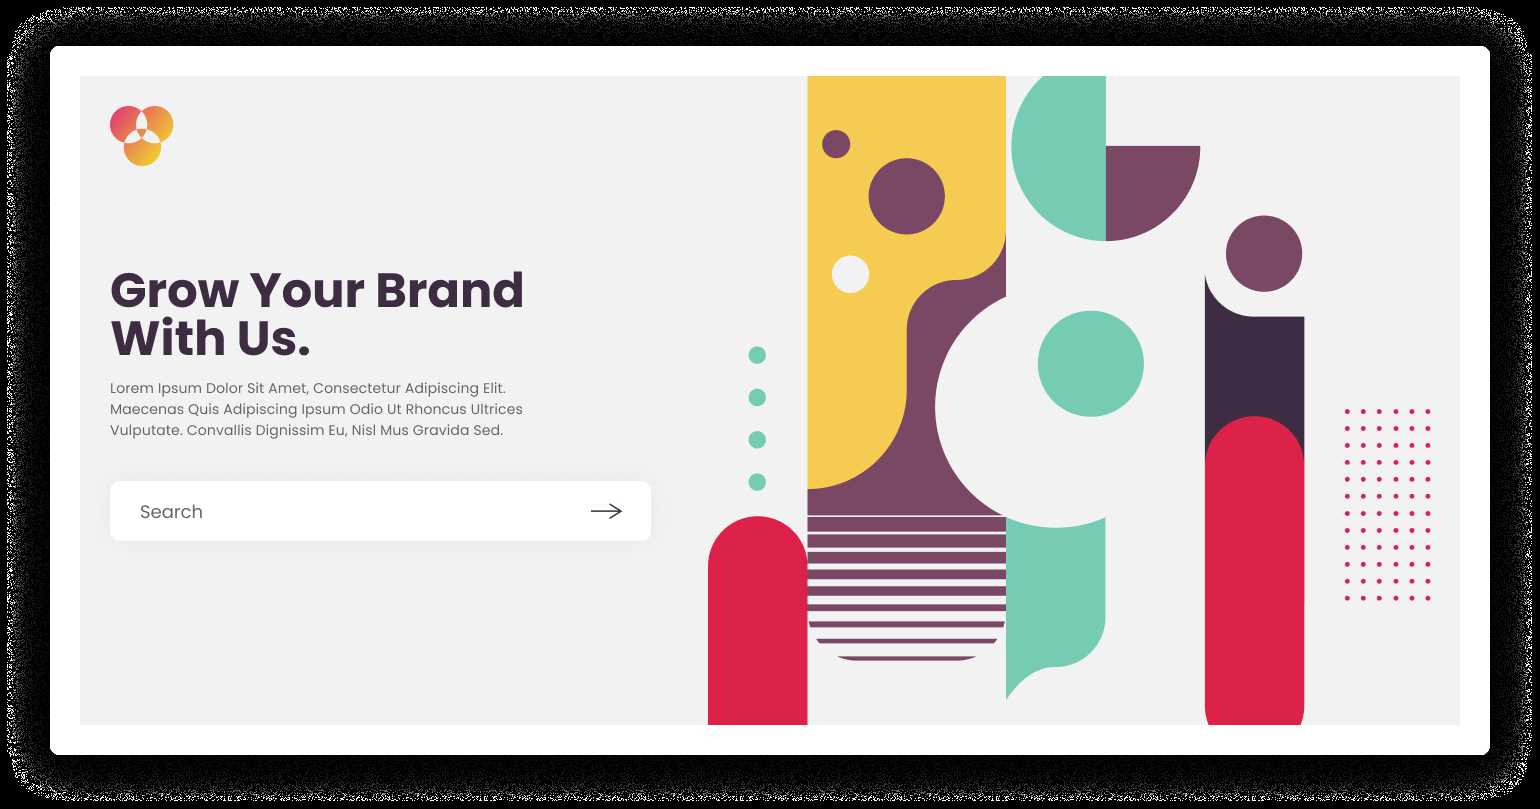 Grow Your Brand
With Us.
Lorem Ipsum Dolor Sit Amet, Consectetur Adipiscing Elit.
Maecenas Quis Adipiscing Ipsum Odio Ut Rhoncus Ultrices
Vulputate. Convallis Dignissim Eu, Nisl Mus Gravida Sed.
Search